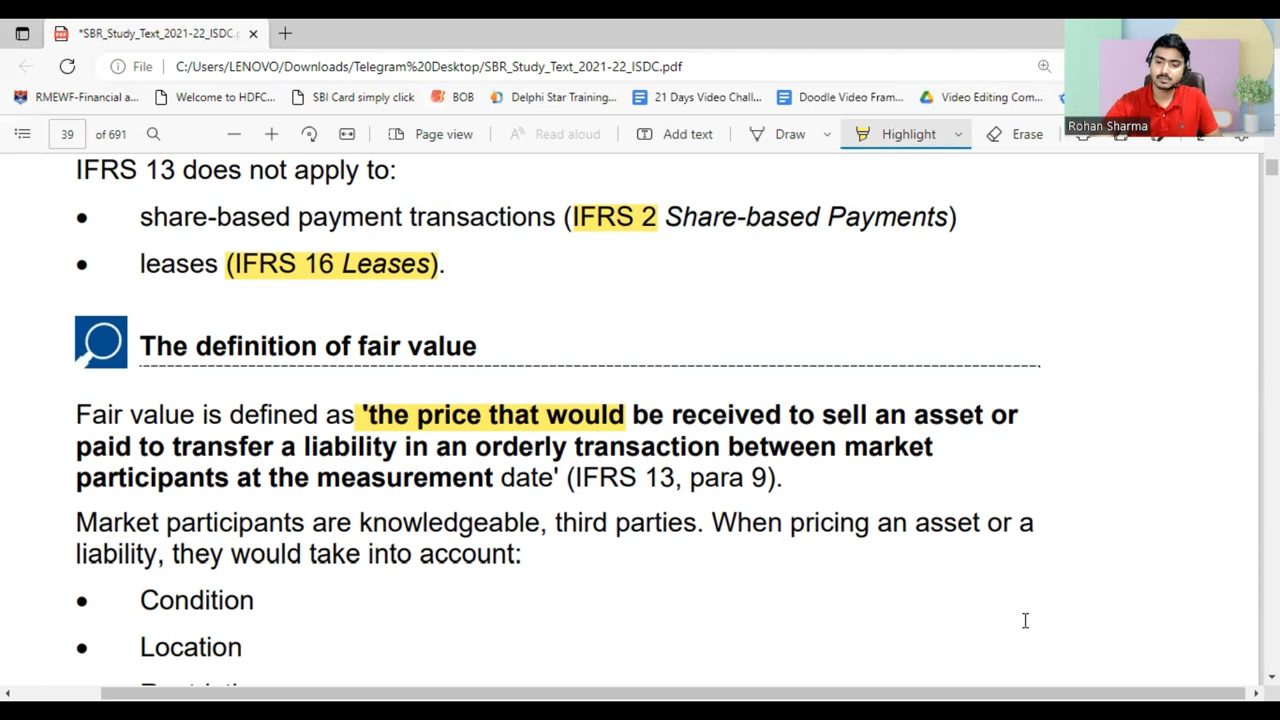 *SBR_Study_Text_2021-22_ISDC.p
File C:/Users/LENOVO/Downloads/Telegram%20Desktop/SBR_Study_Text_2021-22_ISDC.pdf
RMEWF-Financial a... Welcome to HDFC... SBI Card simply click BOB Delphi Star Training... 21 Days Video Chall... Doodle Video Fram... Video Editing Com...
39 of 691 Page view Read aloud Add text Draw Highlight Erase
Rohan Sharma
IFRS 13 does not apply to:
• share-based payment transactions (IFRS 2 Share-based Payments)
• leases (IFRS 16 Leases).
The definition of fair value
Fair value is defined as 'the price that would be received to sell an asset or
paid to transfer a liability in an orderly transaction between market
participants at the measurement date' (IFRS 13, para 9).
Market participants are knowledgeable, third parties. When pricing an asset or a
liability, they would take into account:
• Condition
• Location